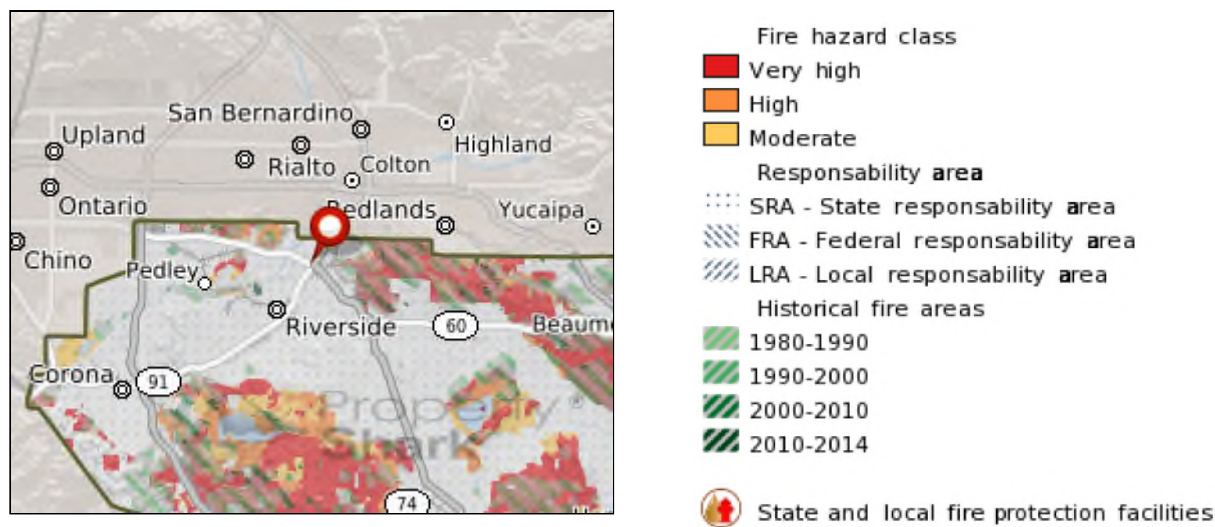 San Bernardino
Highland
Upland
Rialto
Colton
Ontario
Redlands
Yucaipa
Chino
Pedley
Riverside
60
Corona
91
Property
Shark
®
74
Fire hazard class
Very high
High
Moderate
Responsability area
SRA - State responsability area
FRA - Federal responsability area
LRA - Local responsability area
Historical fire areas
1980-1990
1990-2000
2000-2010
2010-2014
State and local fire protection facilities